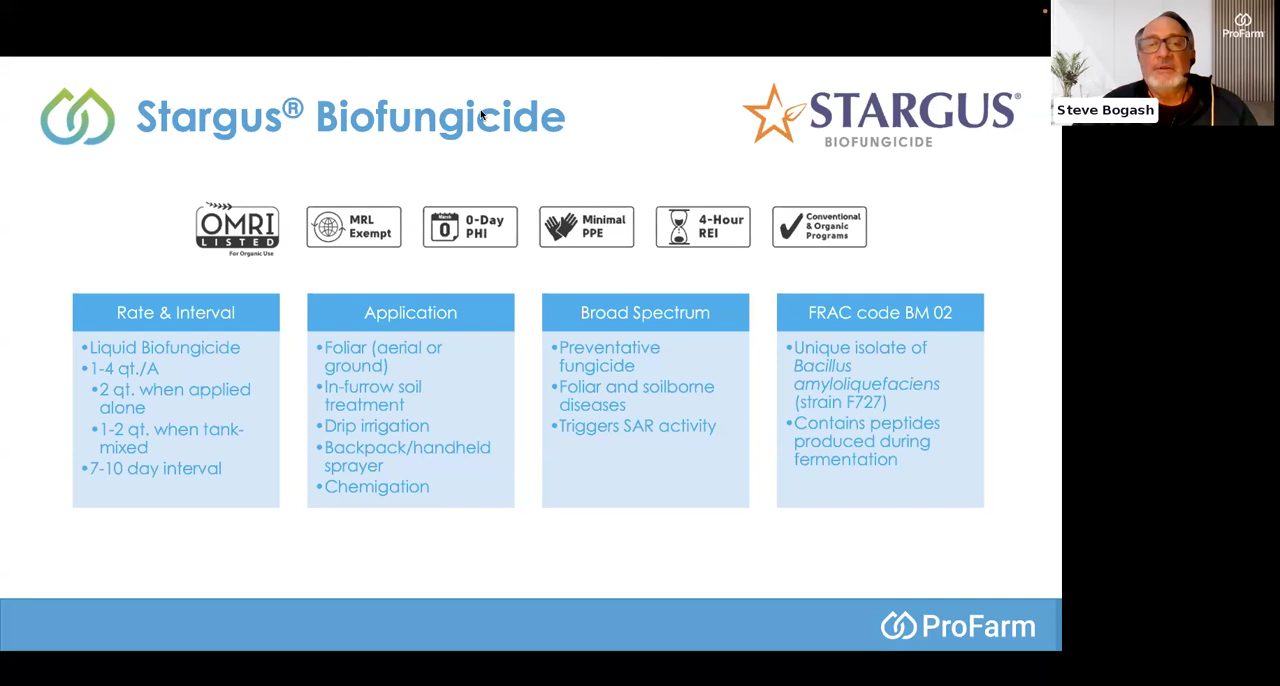 Stargus® Biofungicide
STARGUS®
BIOFUNGICIDE
ProFarm
Steve Bogash
OMRI
LISTED
For Organic Use
MRL
Exempt
March
0
0-Day
PHI
Minimal
PPE
4-Hour
REI
Conventional
& Organic
Programs
Rate & Interval
•Liquid Biofungicide
•1-4 qt./A
•2 qt. when applied
alone
•1-2 qt. when tank-
mixed
•7-10 day interval
Application
•Foliar (aerial or
ground)
•In-furrow soil
treatment
•Drip irrigation
•Backpack/handheld
sprayer
•Chemigation
Broad Spectrum
•Preventative
fungicide
•Foliar and soilborne
diseases
•Triggers SAR activity
FRAC code BM 02
•Unique isolate of
Bacillus
amyloliquefaciens
(strain F727)
•Contains peptides
produced during
fermentation
ProFarm